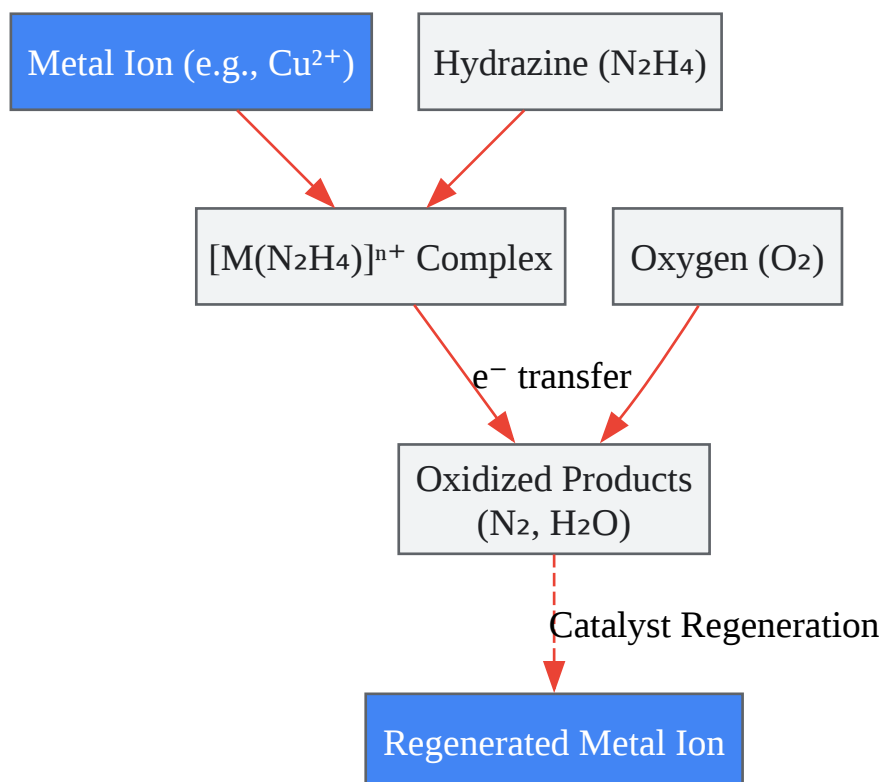 Metal Ion (e.g., Cu²⁺)
Hydrazine (N₂H₄)
[M(N₂H₄)]ⁿ⁺ Complex
Oxygen (O₂)
e⁻ transfer
Oxidized Products
(N₂, H₂O)
Catalyst Regeneration
Regenerated Metal Ion